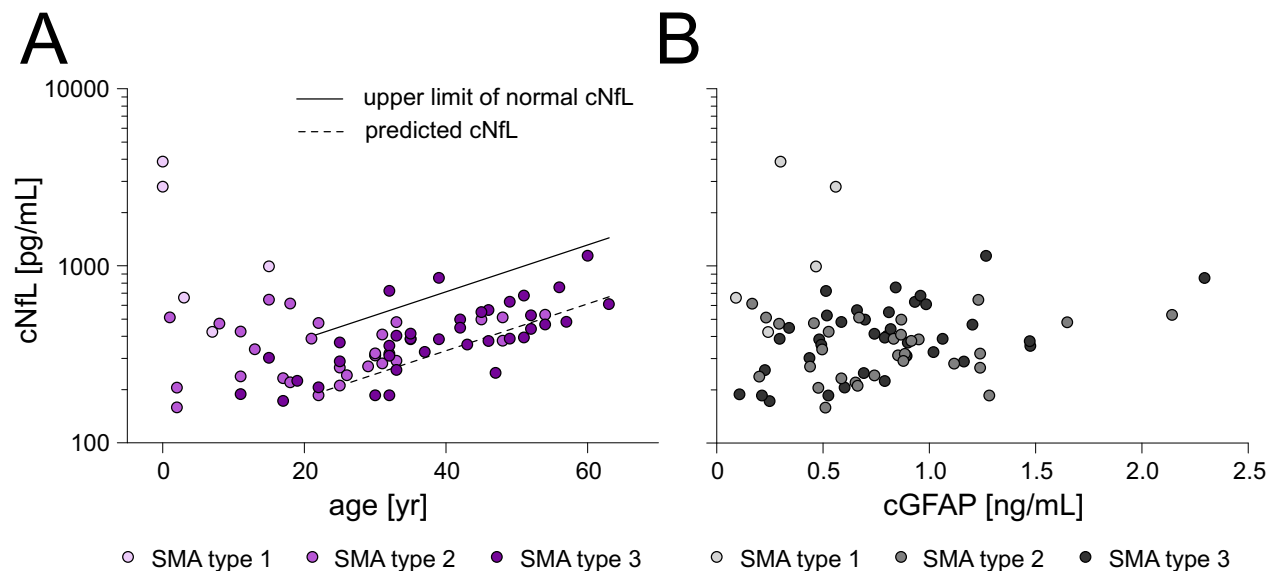 A
B
10000
1000
100
cNfL [pg/mL]
upper limit of normal cNfL
predicted cNfL
0 20 40 60
age [yr]
0 0.5 1.0 1.5 2.0 2.5
cGFAP [ng/mL]
SMA type 1 SMA type 2 SMA type 3
SMA type 1 SMA type 2 SMA type 3